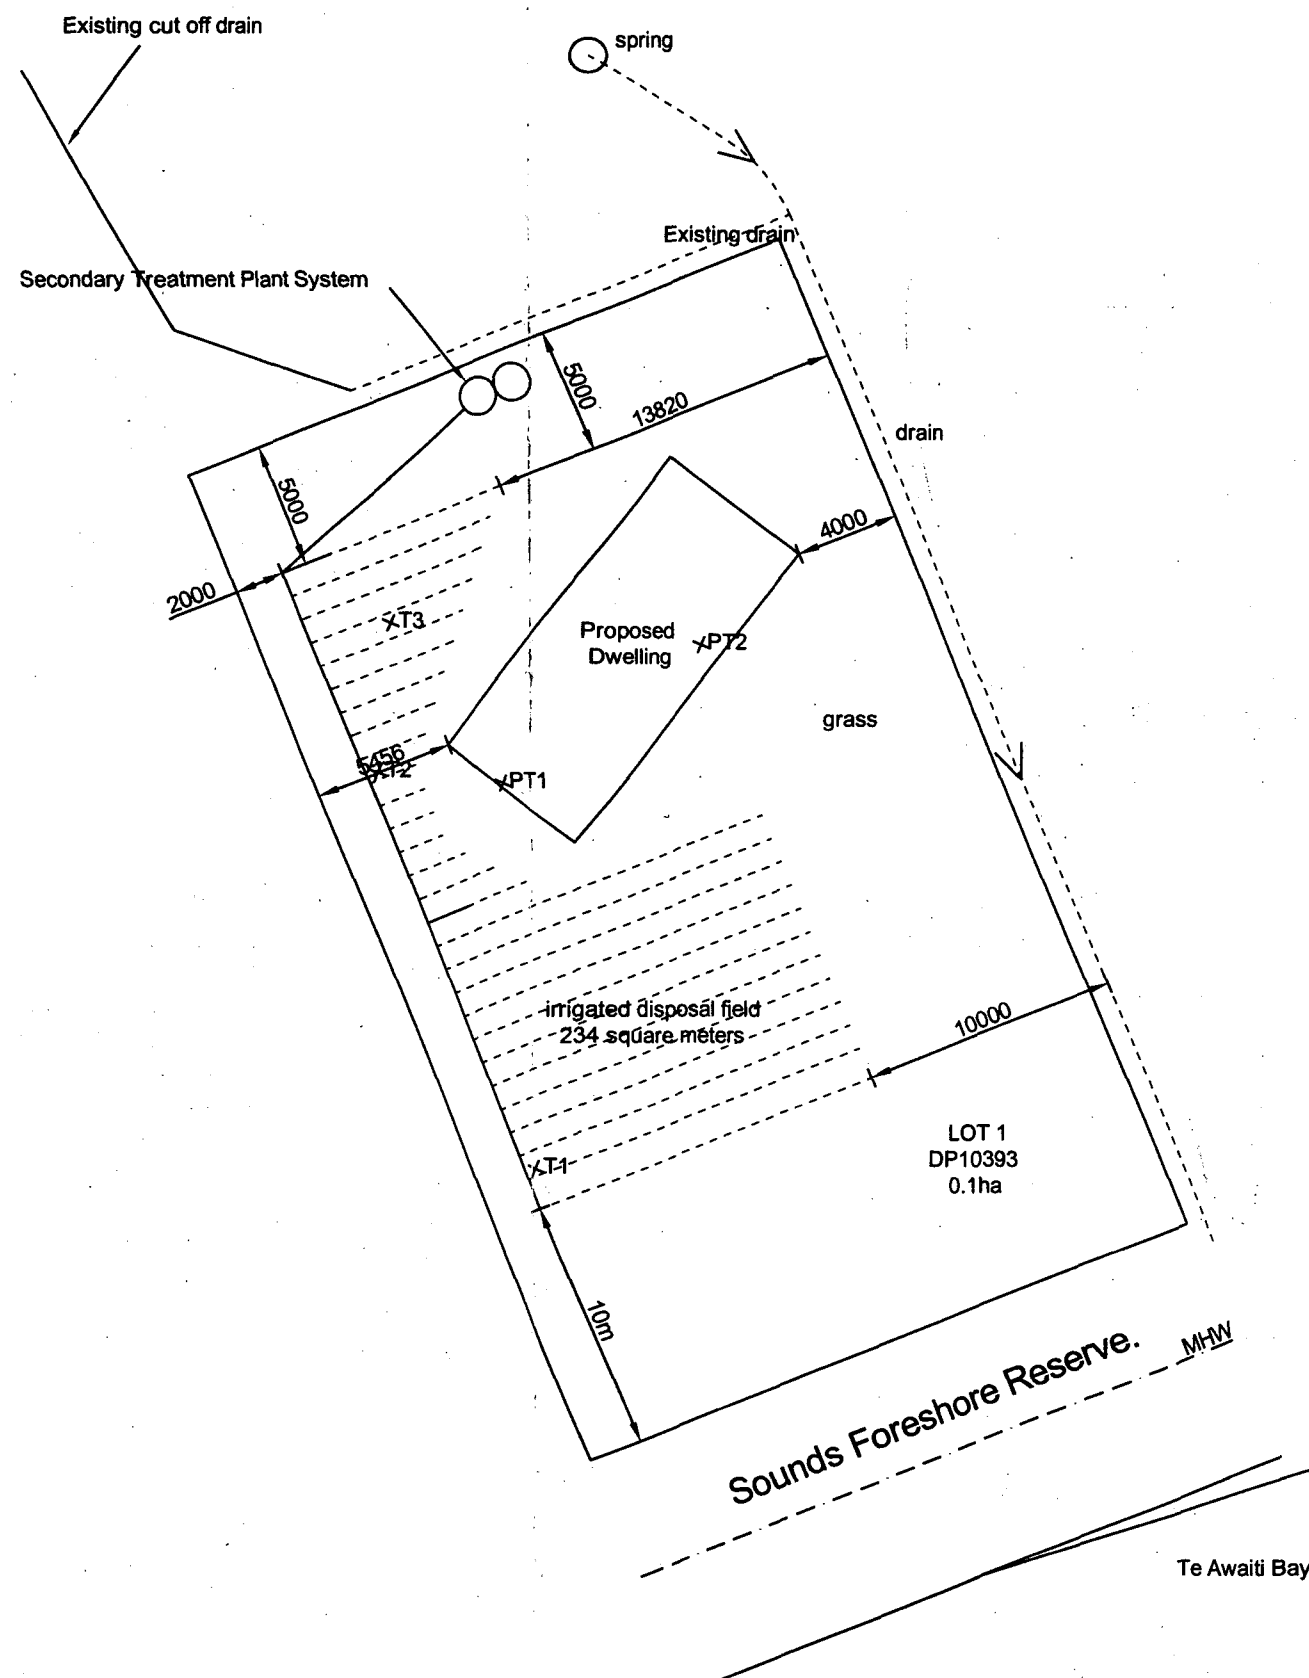 Existing cut off drain
spring
Existing drain
Secondary Treatment Plant System
5000
13820
drain
5000
4000
2000
XT3
Proposed
Dwelling
XPT2
grass
5456
XT2
XPT1
irrigated disposal field
234 square meters
10000
LOT 1
DP10393
0.1ha
XT1
10m
Sounds Foreshore Reserve.
MHW
Te Awaiti Bay